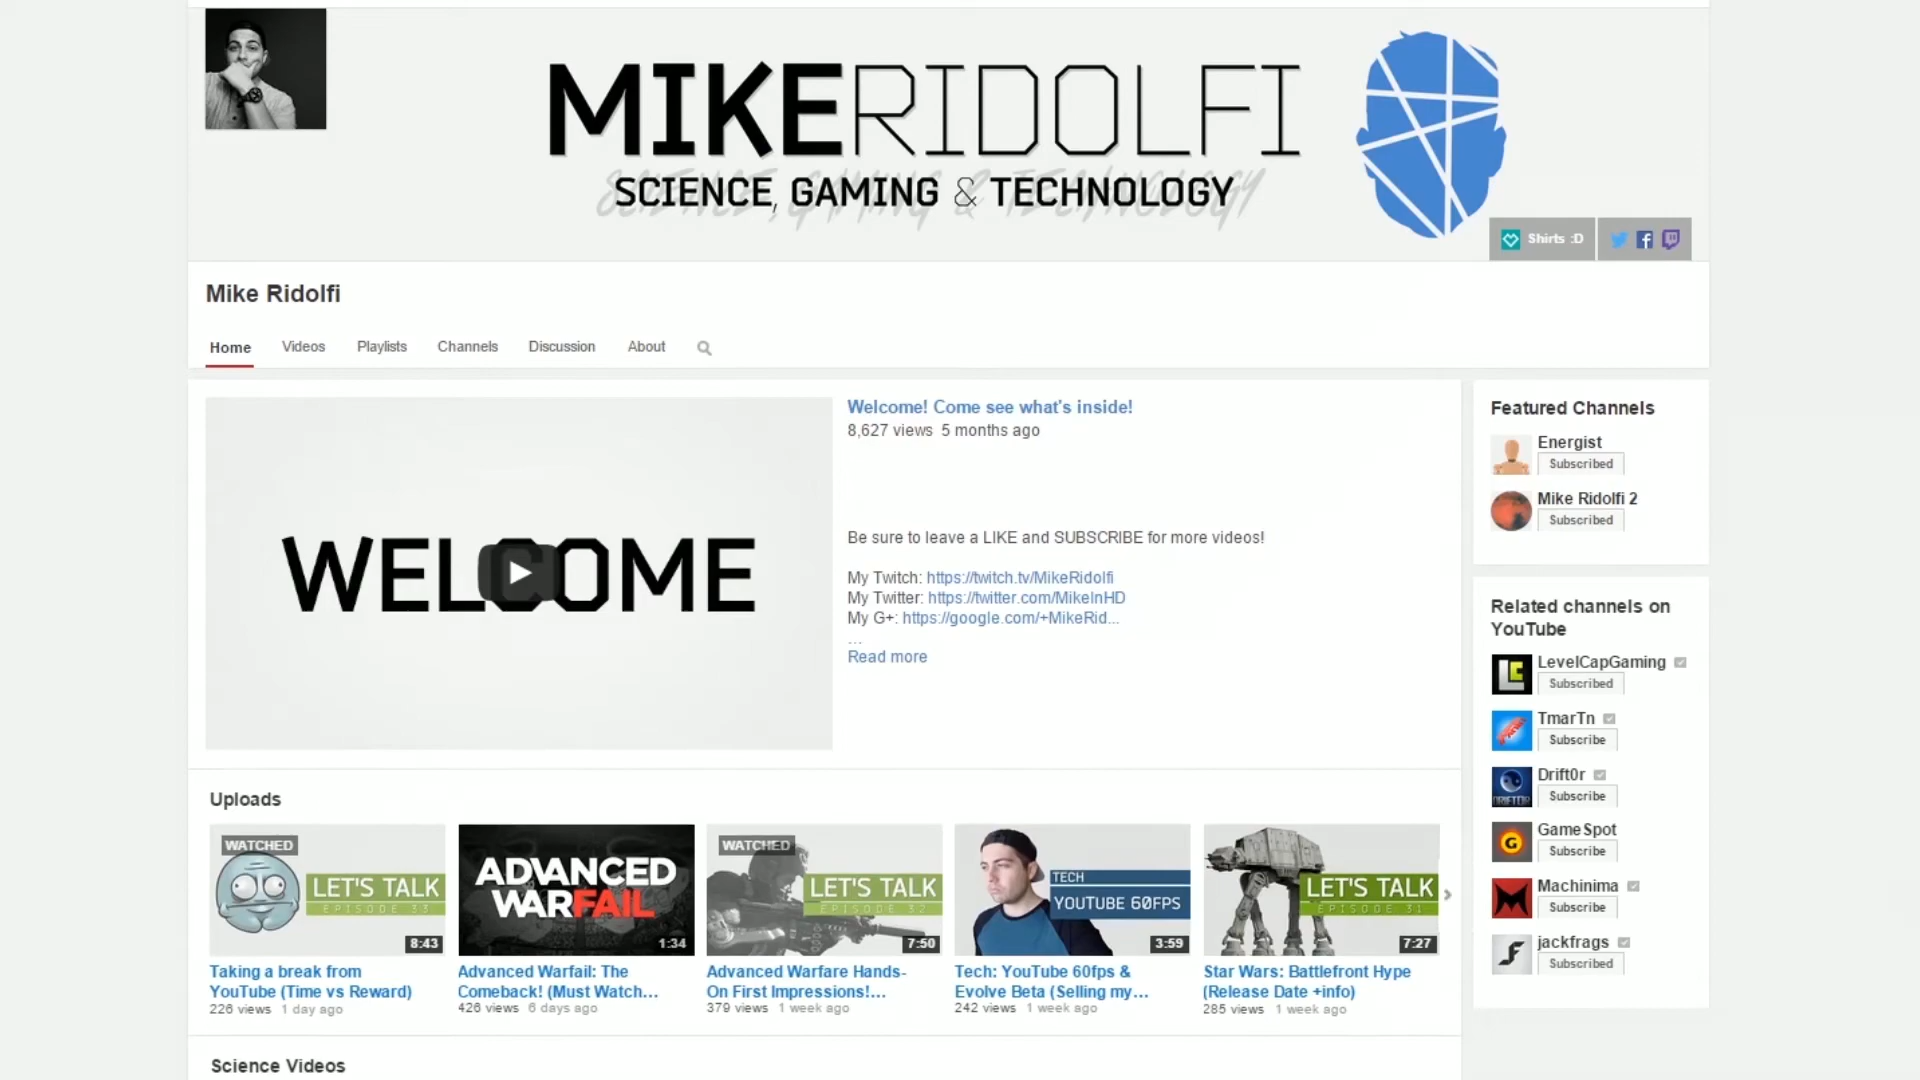 MIKERIDOLFI
SCIENCE, GAMING & TECHNOLOGY
Shirts :D
Mike Ridolfi
Home
Videos
Playlists
Channels
Discussion
About
WELCOME
Welcome! Come see what's inside!
8,627 views 5 months ago
Be sure to leave a LIKE and SUBSCRIBE for more videos!
My Twitch: https://twitch.tv/MikeRidolfi
My Twitter: https://twitter.com/MikeInHD
My G+: https://google.com/+MikeRid...
...
Read more
Featured Channels
Energist
Subscribed
Mike Ridolfi 2
Subscribed
Related channels on
YouTube
LevelCapGaming
Subscribed
TmarTn
Subscribe
Drift0r
Subscribe
GameSpot
Subscribe
Machinima
Subscribe
jackfrags
Subscribed
Uploads
WATCHED
LET'S TALK
EPISODE 33
8:43
Taking a break from
YouTube (Time vs Reward)
226 views 1 day ago
ADVANCED
WARFAIL
1:34
Advanced Warfail: The
Comeback! (Must Watch...
426 views 6 days ago
WATCHED
LET'S TALK
EPISODE 32
7:50
Advanced Warfare Hands-
On First Impressions!...
379 views 1 week ago
TECH
YOUTUBE 60FPS
3:59
Tech: YouTube 60fps &
Evolve Beta (Selling my...
242 views 1 week ago
LET'S TALK
EPISODE 31
7:27
Star Wars: Battlefront Hype
(Release Date +info)
285 views 1 week ago
Science Videos